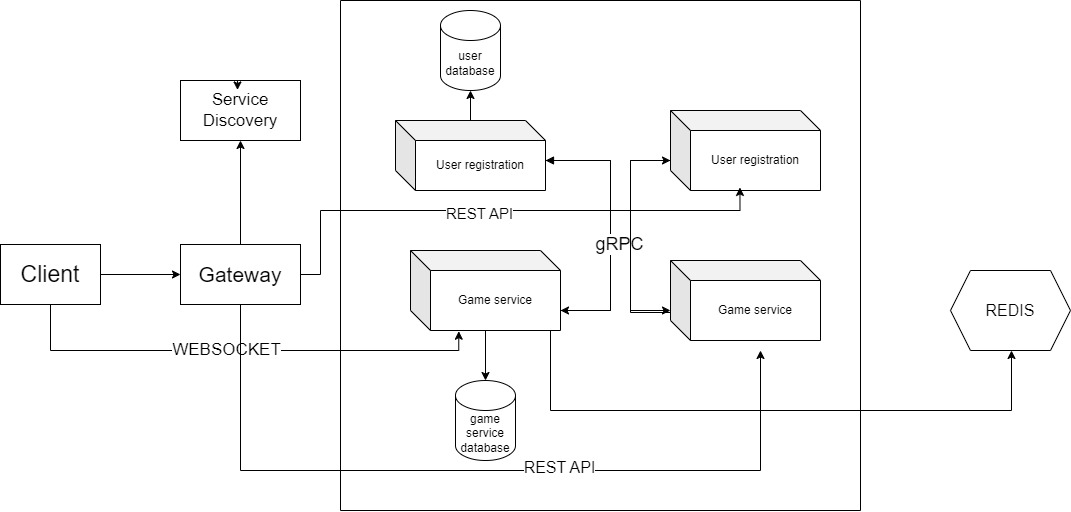 user
database
Service
Discovery
User registration
User registration
REST API
gRPC
Client
Gateway
Game service
Game service
REDIS
WEBSOCKET
game
service
database
REST API